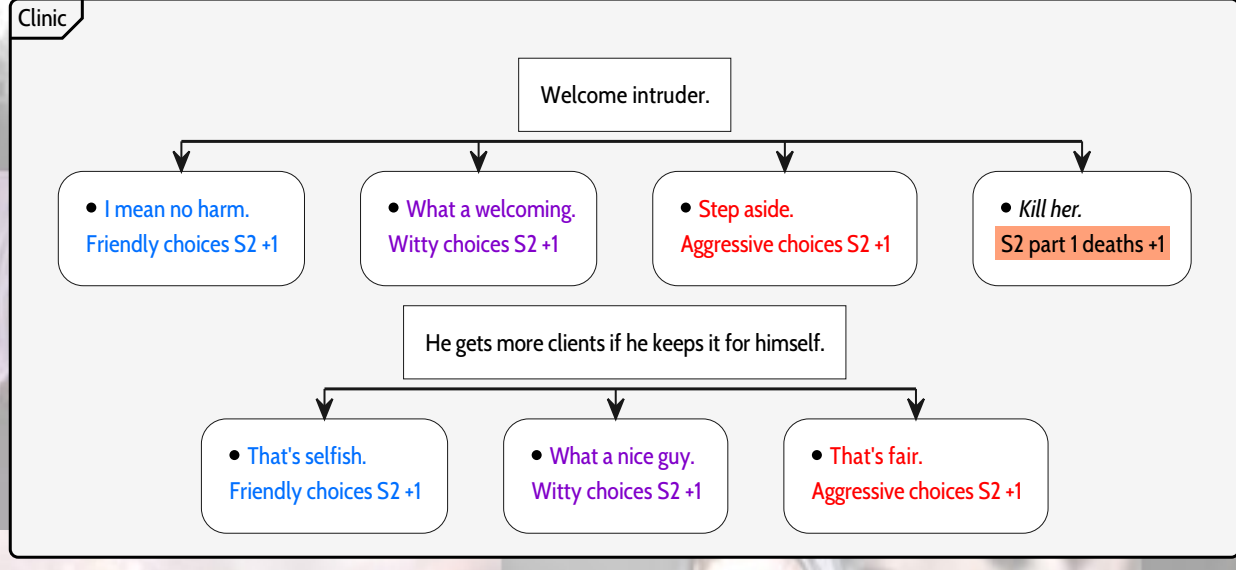 Clinic
Welcome intruder.
• I mean no harm.
Friendly choices S2 +1
• What a welcoming.
Witty choices S2 +1
• Step aside.
Aggressive choices S2 +1
• Kill her.
S2 part 1 deaths +1
He gets more clients if he keeps it for himself.
• That's selfish.
Friendly choices S2 +1
• What a nice guy.
Witty choices S2 +1
• That's fair.
Aggressive choices S2 +1